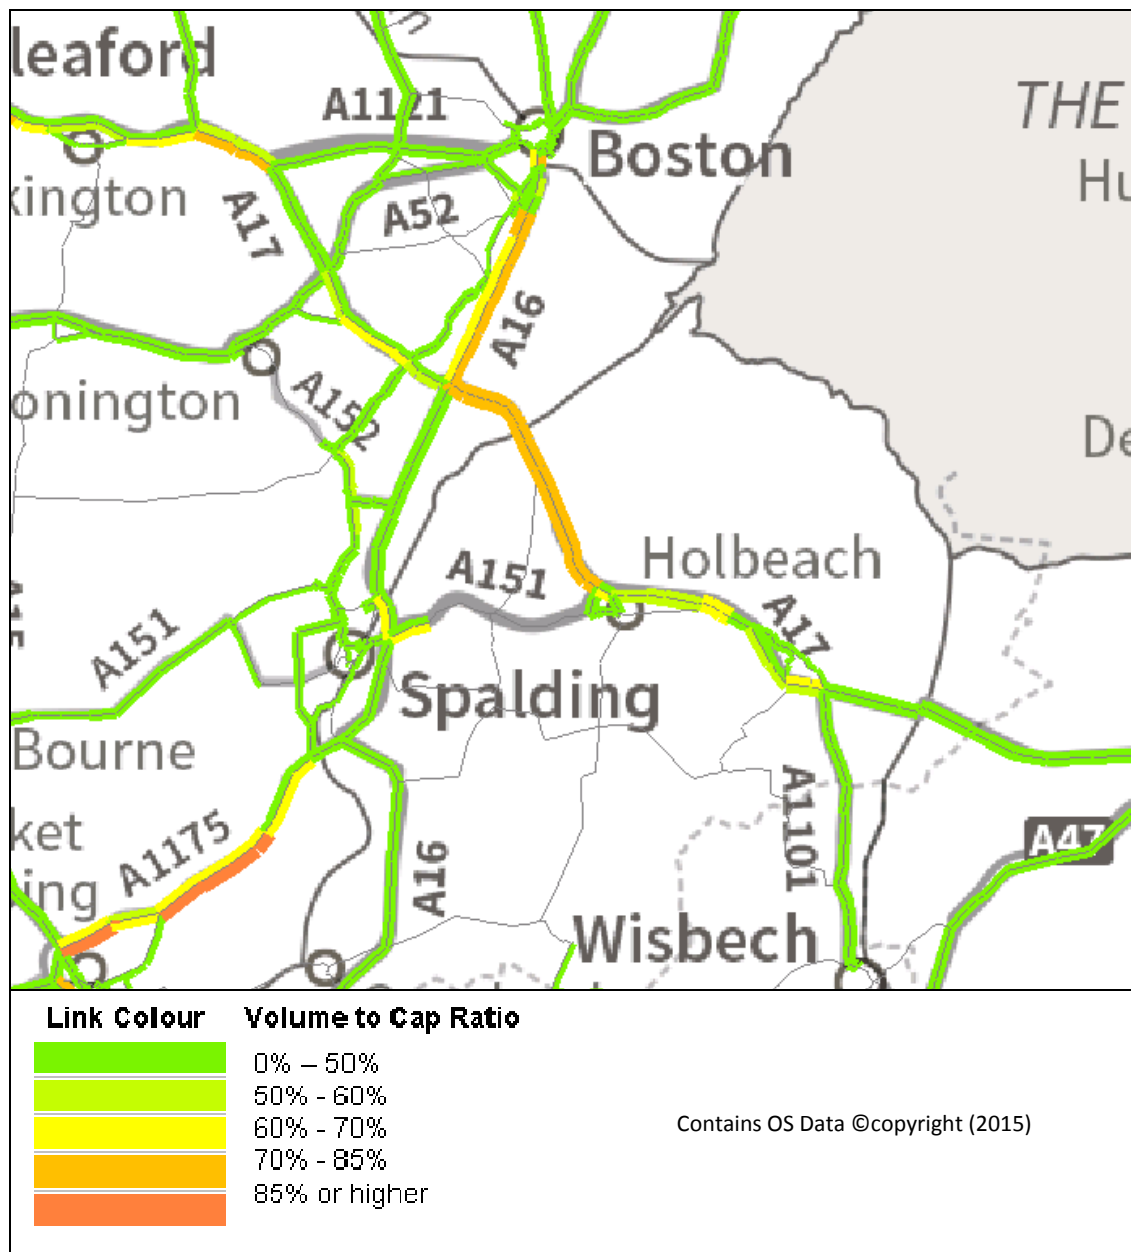 leaford
A1121
THE
Boston
Hu
kington
A17
A52
A16
onington
A152
De
Holbeach
A151
A17
A15
A151
Spalding
Bourne
A1101
ket
A1175
A47
ing
A16
Wisbech
Link Colour Volume to Cap Ratio
0% – 50%
50% - 60%
60% - 70%
70% - 85%
85% or higher
Contains OS Data ©copyright (2015)